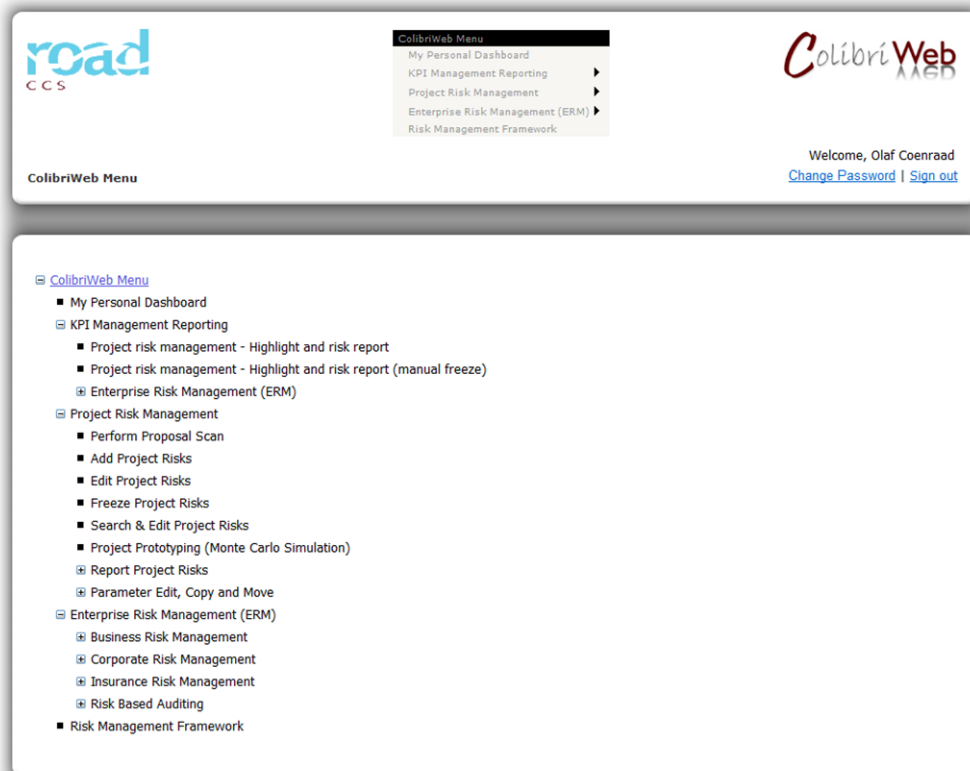 road
CCS
ColibriWeb Menu
My Personal Dashboard
KPI Management Reporting
Project Risk Management
Enterprise Risk Management (ERM)
Risk Management Framework
Colibri Web
Welcome, Olaf Coenraad
ColibriWeb Menu
Change Password | Sign out
ColibriWeb Menu
My Personal Dashboard
KPI Management Reporting
Project risk management - Highlight and risk report
Project risk management - Highlight and risk report (manual freeze)
Enterprise Risk Management (ERM)
Project Risk Management
Perform Proposal Scan
Add Project Risks
Edit Project Risks
Freeze Project Risks
Search & Edit Project Risks
Project Prototyping (Monte Carlo Simulation)
Report Project Risks
Parameter Edit, Copy and Move
Enterprise Risk Management (ERM)
Business Risk Management
Corporate Risk Management
Insurance Risk Management
Risk Based Auditing
Risk Management Framework